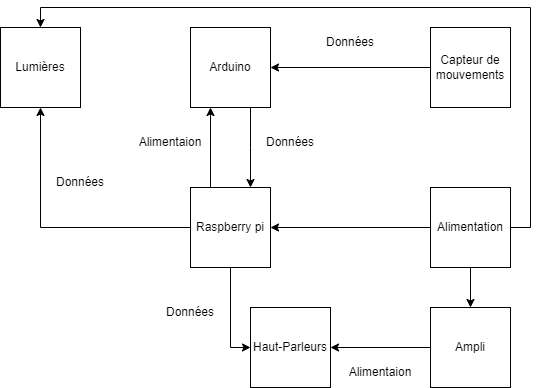 Données
Lumières
Arduino
Capteur de
mouvements
Alimentaion
Données
Données
Raspberry pi
Alimentation
Données
Haut-Parleurs
Ampli
Alimentaion